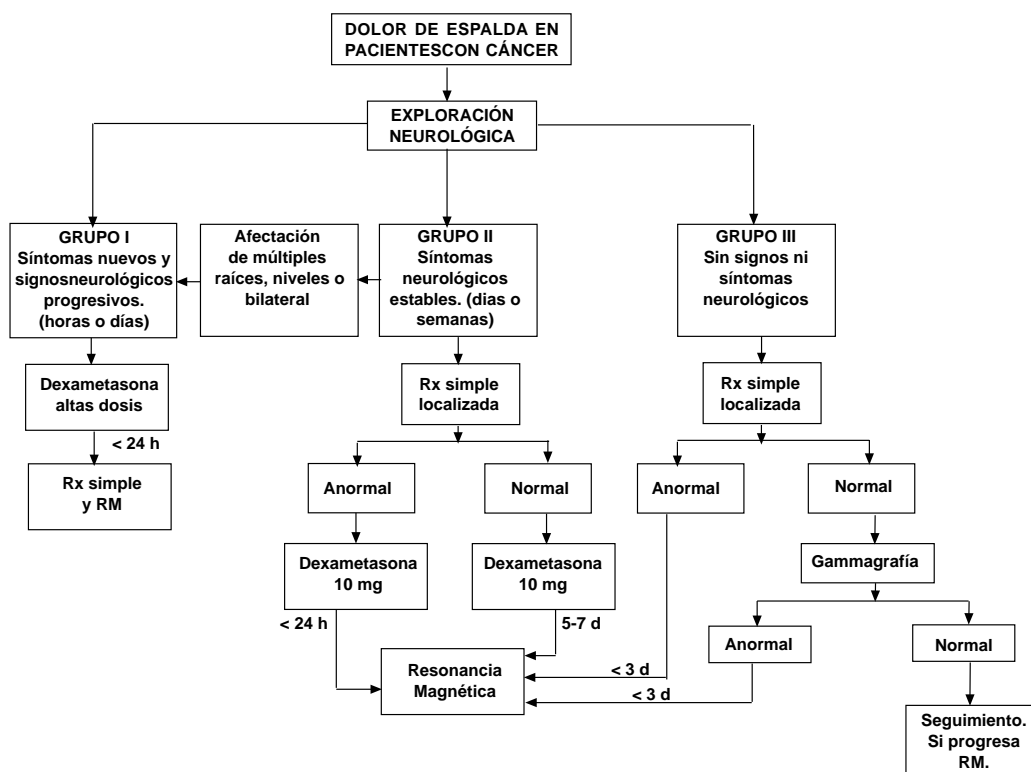 DOLOR DE ESPALDA EN
PACIENTESCON CÁNCER
EXPLORACIÓN
NEUROLÓGICA
GRUPO I
Síntomas nuevos y
signosneurológicos
progresivos.
(horas o días)
Afectación
de múltiples
raíces, niveles o
bilateral
GRUPO II
Síntomas
neurológicos
estables. (dias o
semanas)
GRUPO III
Sin signos ni
síntomas
neurológicos
Dexametasona
altas dosis
Rx simple
localizada
Rx simple
localizada
< 24 h
Rx simple
y RM
Anormal
Normal
Anormal
Normal
Dexametasona
10 mg
Dexametasona
10 mg
Gammagrafía
< 24 h
5-7 d
Anormal
Normal
Resonancia
Magnética
< 3 d
< 3 d
Seguimiento.
Si progresa
RM.